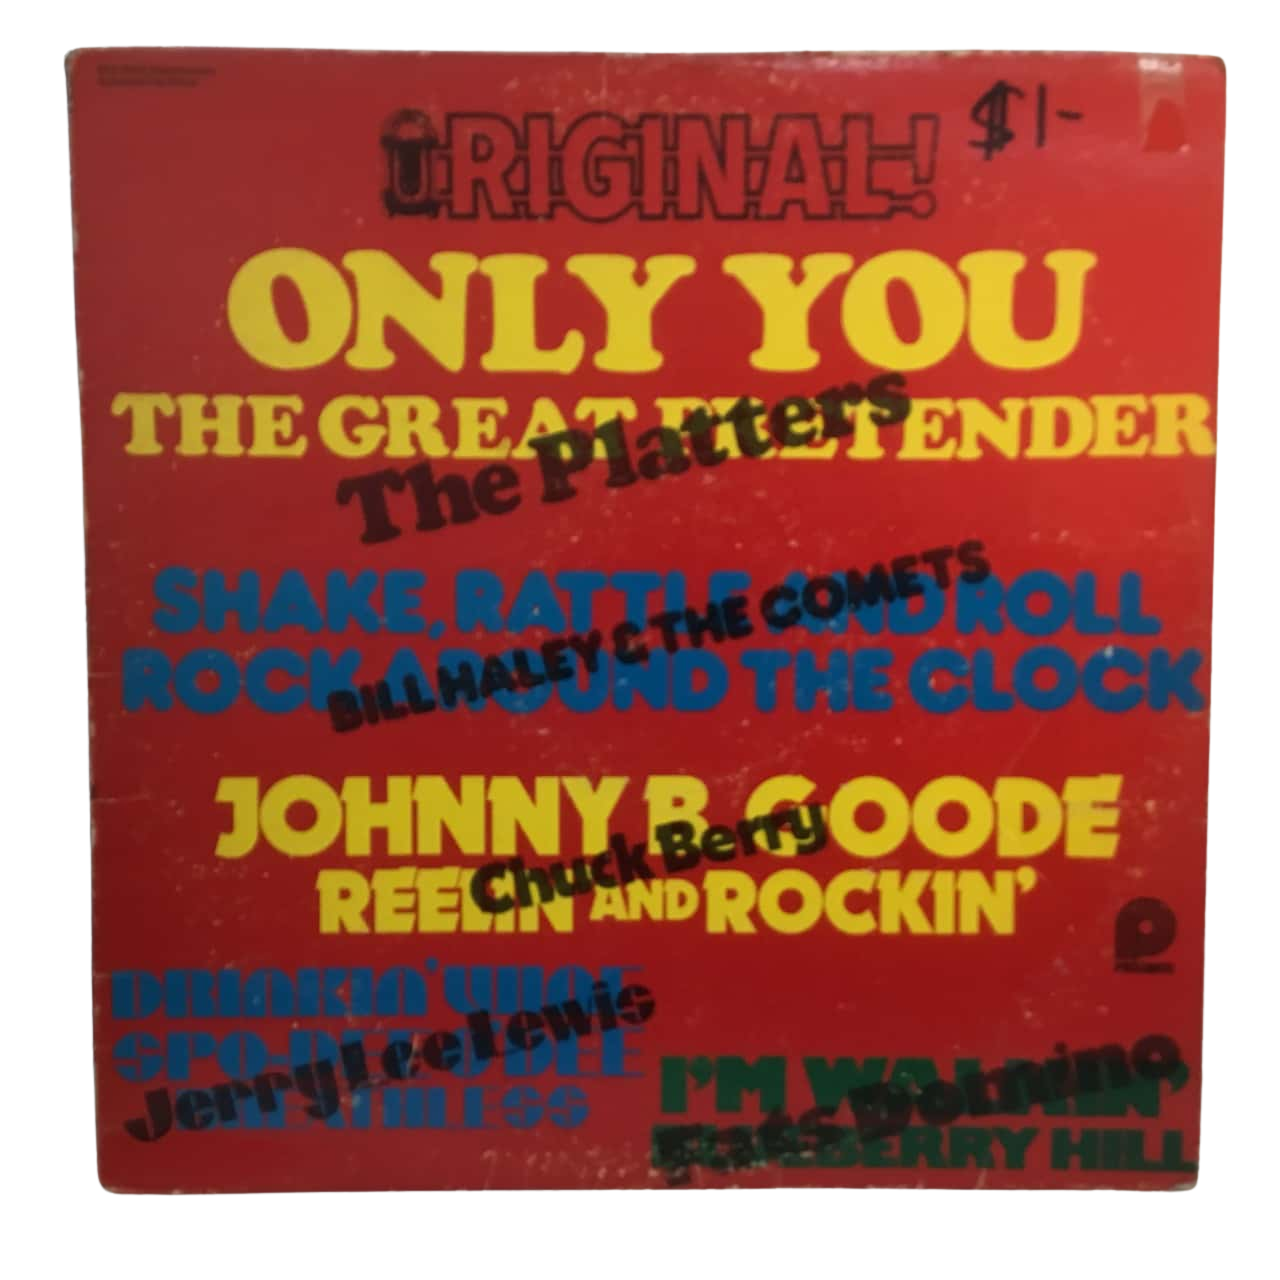 ORIGINAL!
$1-
ONLY YOU
THE GREAT PRETENDER
The Platters
SHAKE, RATTLE AND ROLL
ROCK AROUND THE CLOCK
BILL HALEY & THE COMETS
JOHNNY B. GOODE
REELIN' AND ROCKIN'
Chuck Berry
P
PICKWICK
DRINKIN' WINE
SPO-DEE-O-DEE
BREATHLESS
Jerry Lee Lewis
I'M WALKIN'
BLUEBERRY HILL
Fats Domino